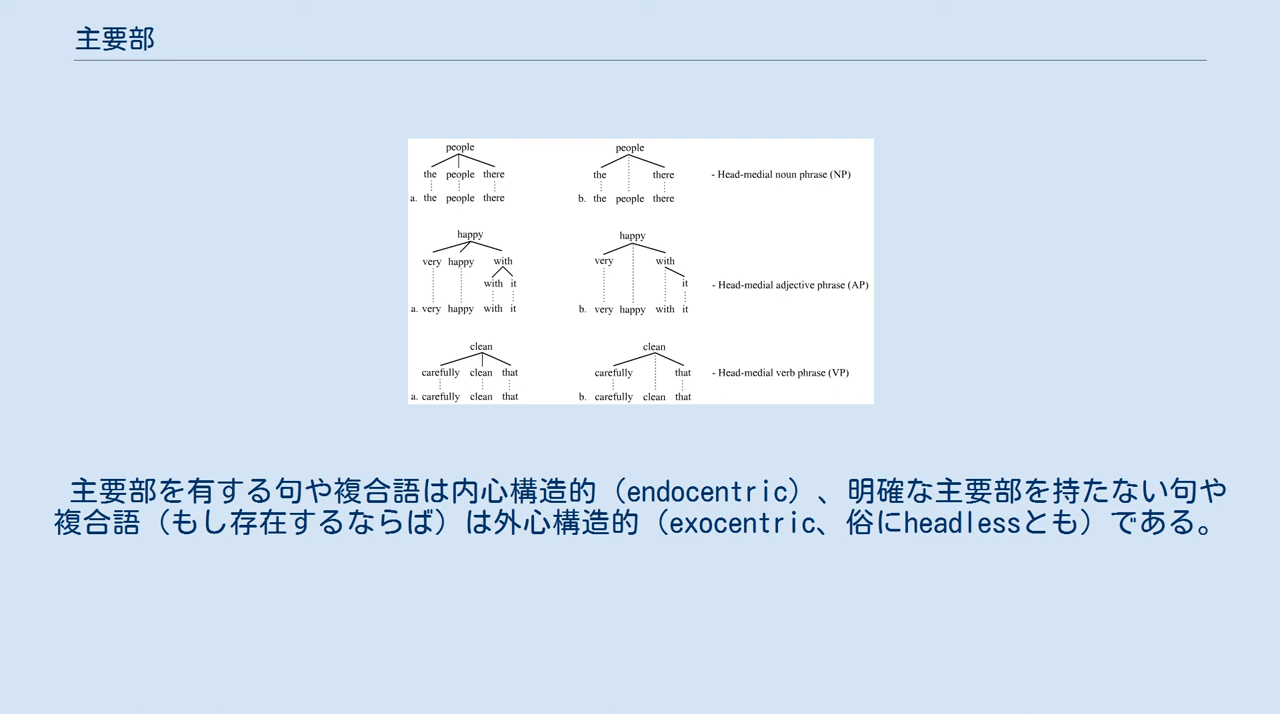 主要部
people
people
the people there
the there
- Head-medial noun phrase (NP)
a. the people there
b. the people there
happy
happy
very happy with
very with
with it
it
- Head-medial adjective phrase (AP)
a. very happy with it
b. very happy with it
clean
clean
carefully clean that
carefully that
- Head-medial verb phrase (VP)
a. carefully clean that
b. carefully clean that
主要部を有する句や複合語は内心構造的（endocentric）、明確な主要部を持たない句や
複合語（もし存在するならば）は外心構造的（exocentric、俗にheadlessとも）である。